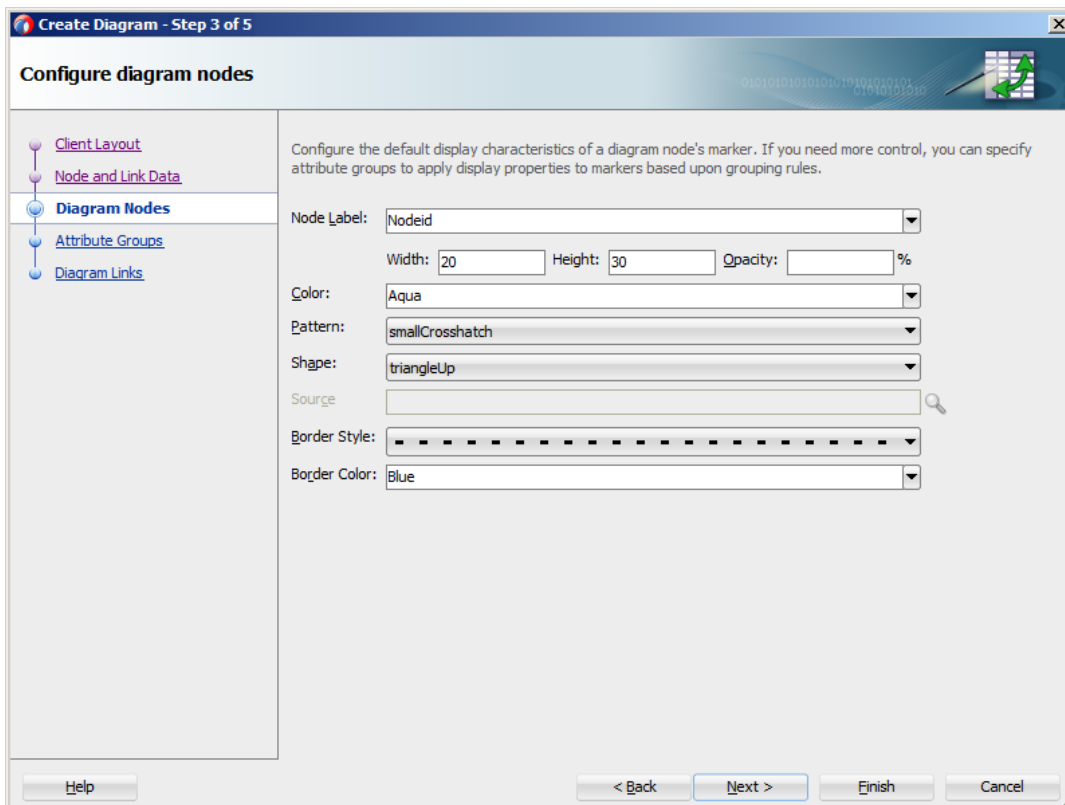 Create Diagram - Step 3 of 5
Configure diagram nodes
Client Layout
Node and Link Data
Diagram Nodes
Attribute Groups
Diagram Links
Configure the default display characteristics of a diagram node's marker. If you need more control, you can specify
attribute groups to apply display properties to markers based upon grouping rules.
Node Label: Nodeid
Width: 20 Height: 30 Opacity: %
Color: Aqua
Pattern: smallCrosshatch
Shape: triangleUp
Source
Border Style:
Border Color: Blue
Help < Back Next > Finish Cancel